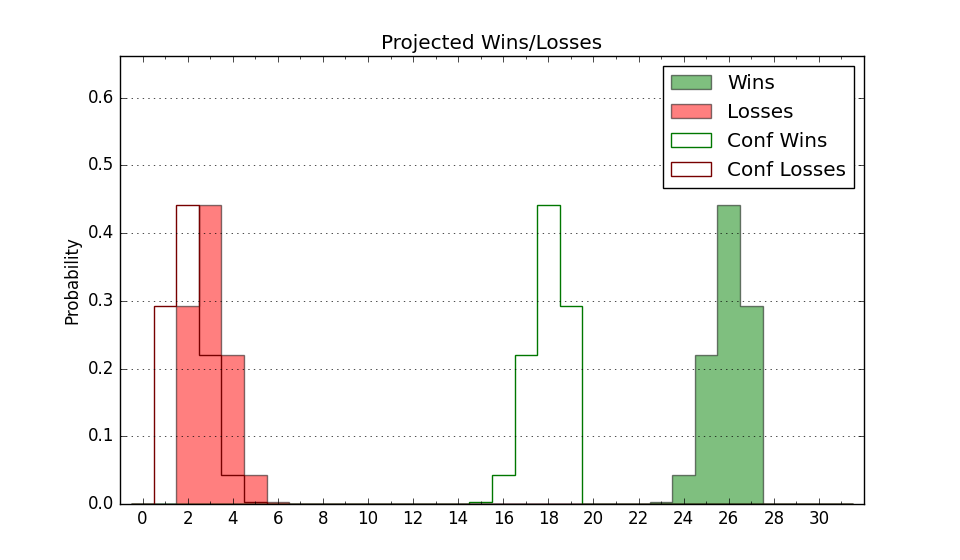 Projected Wins/Losses
Wins
Losses
Conf Wins
Conf Losses
Probability
0.6
0.5
0.4
0.3
0.2
0.1
0.0
0 2 4 6 8 10 12 14 16 18 20 22 24 26 28 30